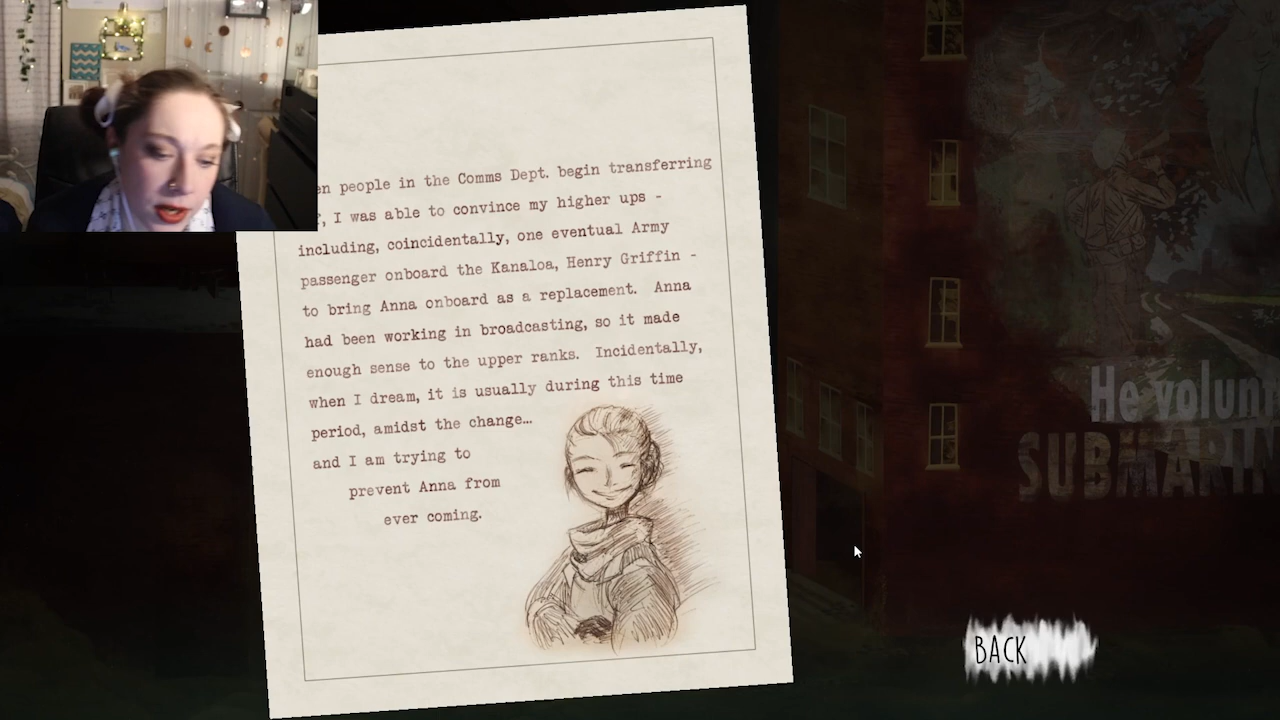 people in the Comms Dept. begin transferring
I was able to convince my higher ups -
including, coincidentally, one eventual Army
passenger onboard the Kanaloa, Henry Griffin -
to bring Anna onboard as a replacement. Anna
had been working in broadcasting, so it made
enough sense to the upper ranks. Incidentally,
when I dream, it is usually during this time
period, amidst the change…
and I am trying to
prevent Anna from
ever coming.
He
SUBMARIN
BACK